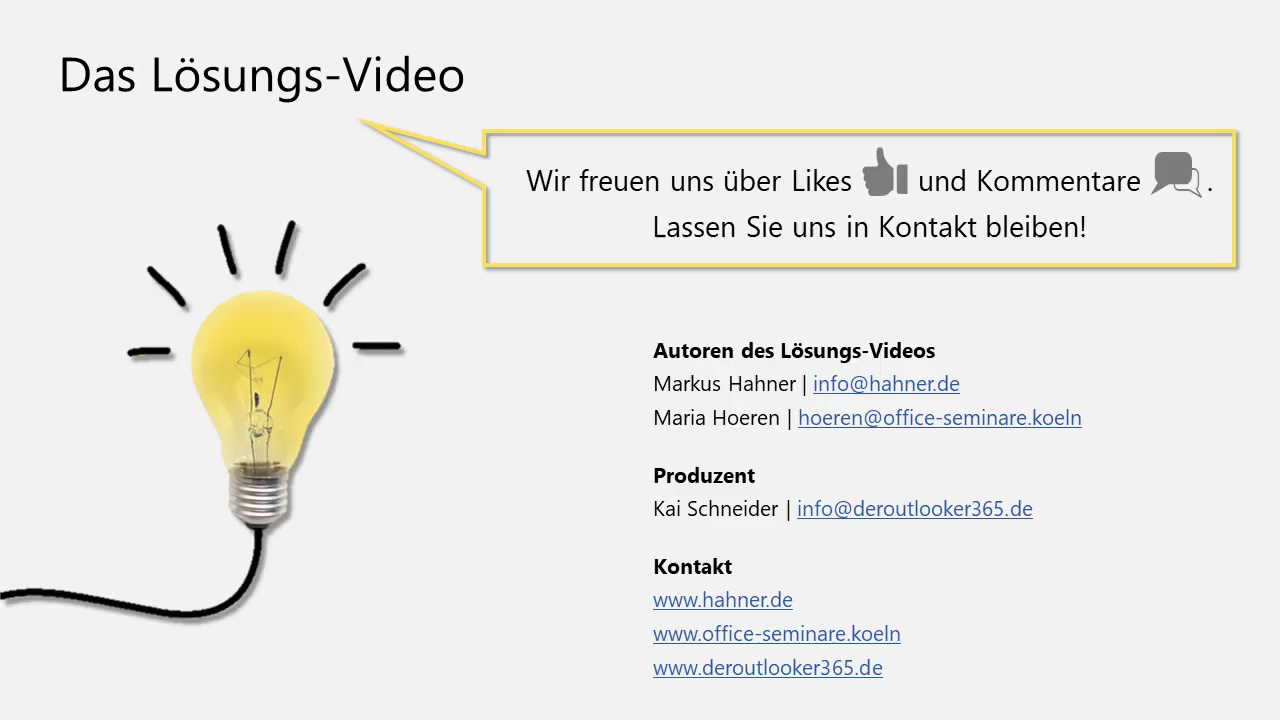 Das Lösungs-Video
Wir freuen uns über Likes und Kommentare .
Lassen Sie uns in Kontakt bleiben!
Autoren des Lösungs-Videos
Markus Hahner | info@hahner.de
Maria Hoeren | hoeren@office-seminare.koeln
Produzent
Kai Schneider | info@deroutlooker365.de
Kontakt
www.hahner.de
www.office-seminare.koeln
www.deroutlooker365.de